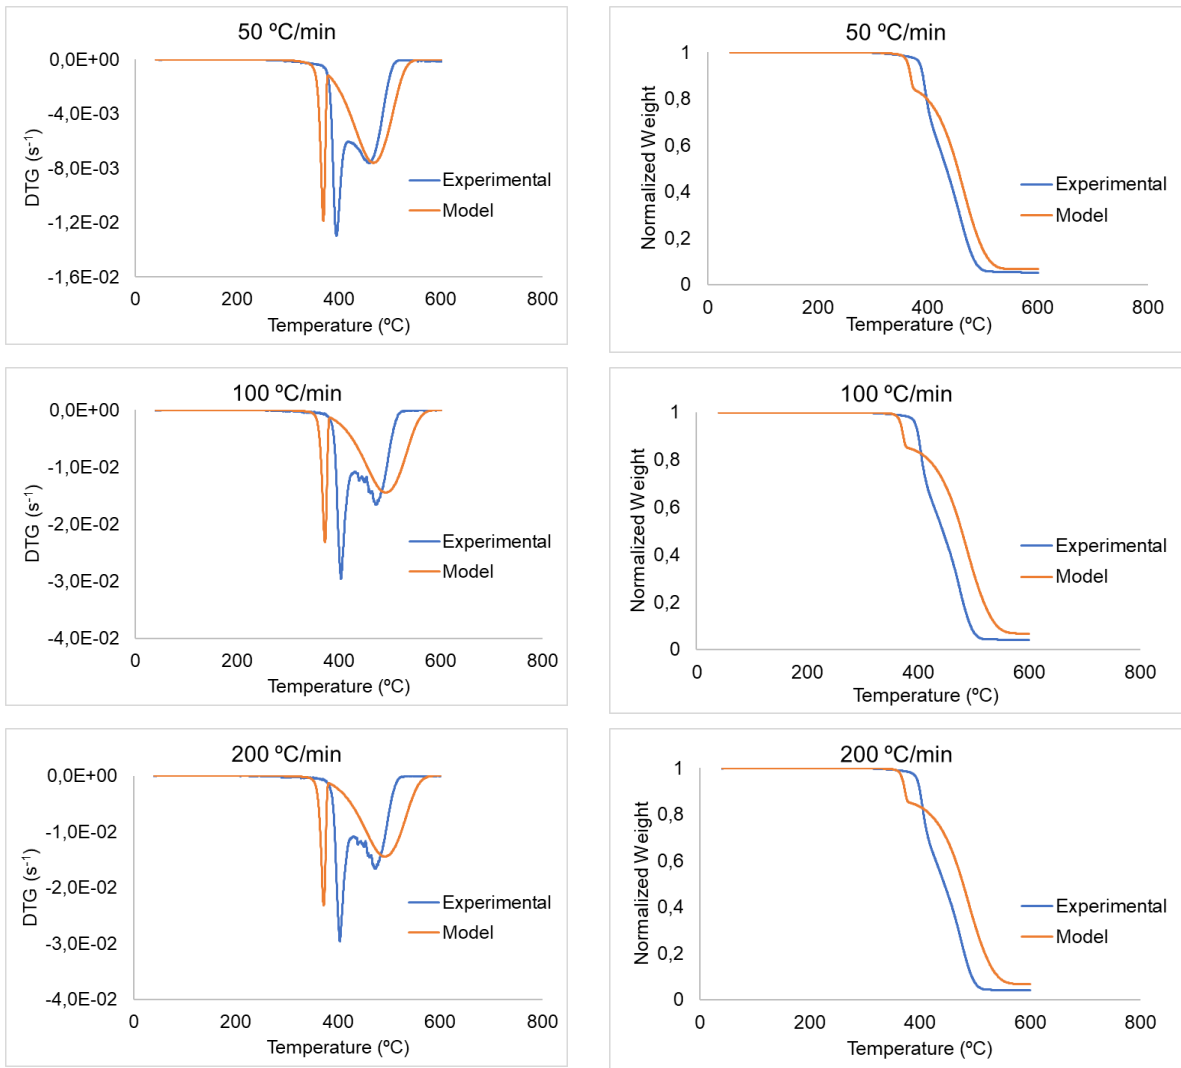 50 ºC/min
0,0E+00
-4,0E-03
-8,0E-03
-1,2E-02
-1,6E-02
DTG (s⁻¹)
Experimental
Model
0 200 400 600 800
Temperature (ºC)
50 ºC/min
1
0,8
0,6
0,4
0,2
0
Normalized Weight
Experimental
Model
0 200 400 600 800
Temperature (ºC)
100 ºC/min
0,0E+00
-1,0E-02
-2,0E-02
-3,0E-02
-4,0E-02
DTG (s⁻¹)
Experimental
Model
0 200 400 600 800
Temperature (ºC)
100 ºC/min
1
0,8
0,6
0,4
0,2
0
Normalized Weight
Experimental
Model
0 200 400 600 800
Temperature (ºC)
200 ºC/min
0,0E+00
-1,0E-02
-2,0E-02
-3,0E-02
-4,0E-02
DTG (s⁻¹)
Experimental
Model
0 200 400 600 800
Temperature (ºC)
200 ºC/min
1
0,8
0,6
0,4
0,2
0
Normalized Weight
Experimental
Model
0 200 400 600 800
Temperature (ºC)